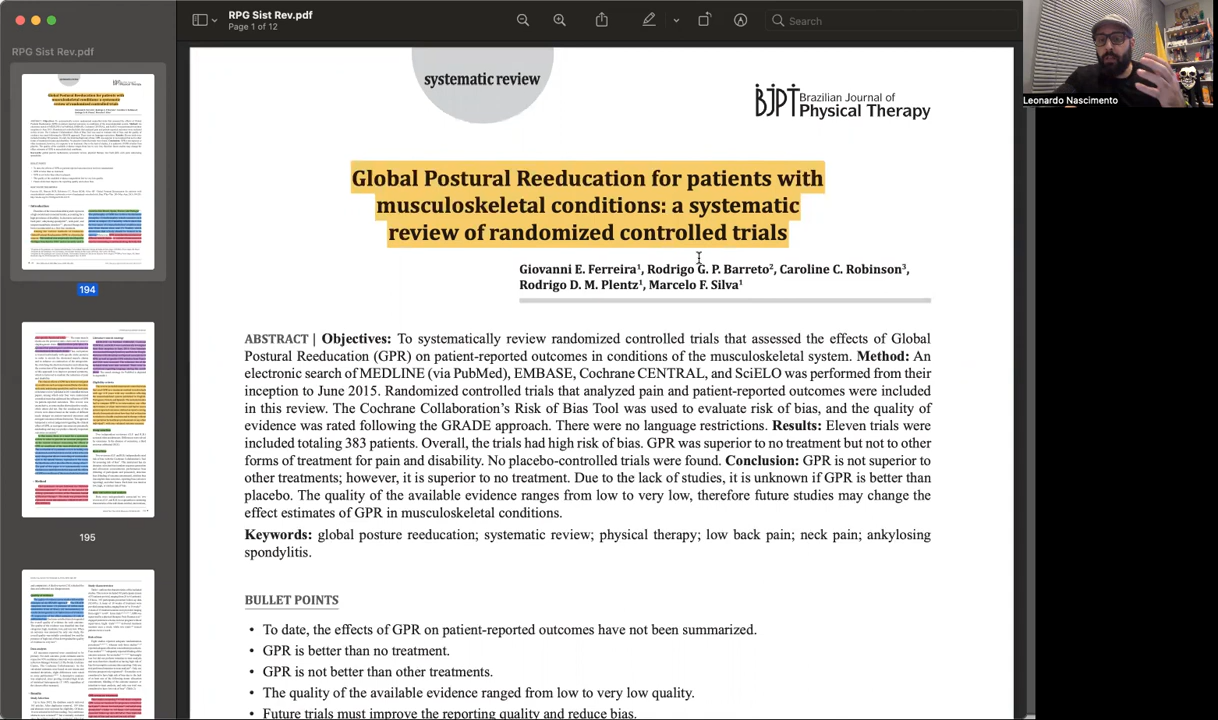 RPG Sist Rev.pdf
Page 1 of 12
Search
Leonardo Nascimento
RPG Sist Rev.pdf
194
195
systematic review
BJPT Brazilian Journal of
Physical Therapy
Global Postural Reeducation for patients with
musculoskeletal conditions: a systematic
review of randomized controlled trials
Giovanni E. Ferreira¹, Rodrigo G. P. Barreto², Caroline C. Robinson³,
Rodrigo D. M. Plentz¹, Marcelo F. Silva¹
ABSTRACT | Objectives: To systematically review randomized controlled trials that assessed the effects of Global
Postural Reeducation (GPR) on patient-reported outcomes in conditions of the musculoskeletal system. Method: An
electronic search of MEDLINE (via PubMed), EMBASE, Cochrane CENTRAL, and SciELO was performed from their
inception to June 2015. Randomized controlled trials that analyzed pain and patient-reported outcomes were included
in this review. The Cochrane Collaboration's Risk of Bias Tool was used to evaluate risk of bias, and the quality of
evidence was rated following the GRADE approach. There were no language restrictions. Results: Eleven trials were
included totaling 383 patients. Overall, the trials had high risk of bias. GPR was superior to no treatment but not to other
forms of treatment for pain and disability. No placebo-controlled trials were found. Conclusion: GPR is not superior to
other treatments; however, it is superior to no treatment. Due to the lack of studies, it is unknown if GPR is better than
placebo. The quality of the available evidence ranges from low to very low, therefore future studies may change the
effect estimates of GPR in musculoskeletal conditions.
Keywords: global posture reeducation; systematic review; physical therapy; low back pain; neck pain; ankylosing
spondylitis.
BULLET POINTS
• To date, the effects of GPR on patient-reported outcomes have not been summarized.
• GPR is better than no treatment.
• GPR is not better than other treatments.
• The quality of the available evidence ranged from low to very low quality.
• Future trials must improve the reporting quality and reduce bias.